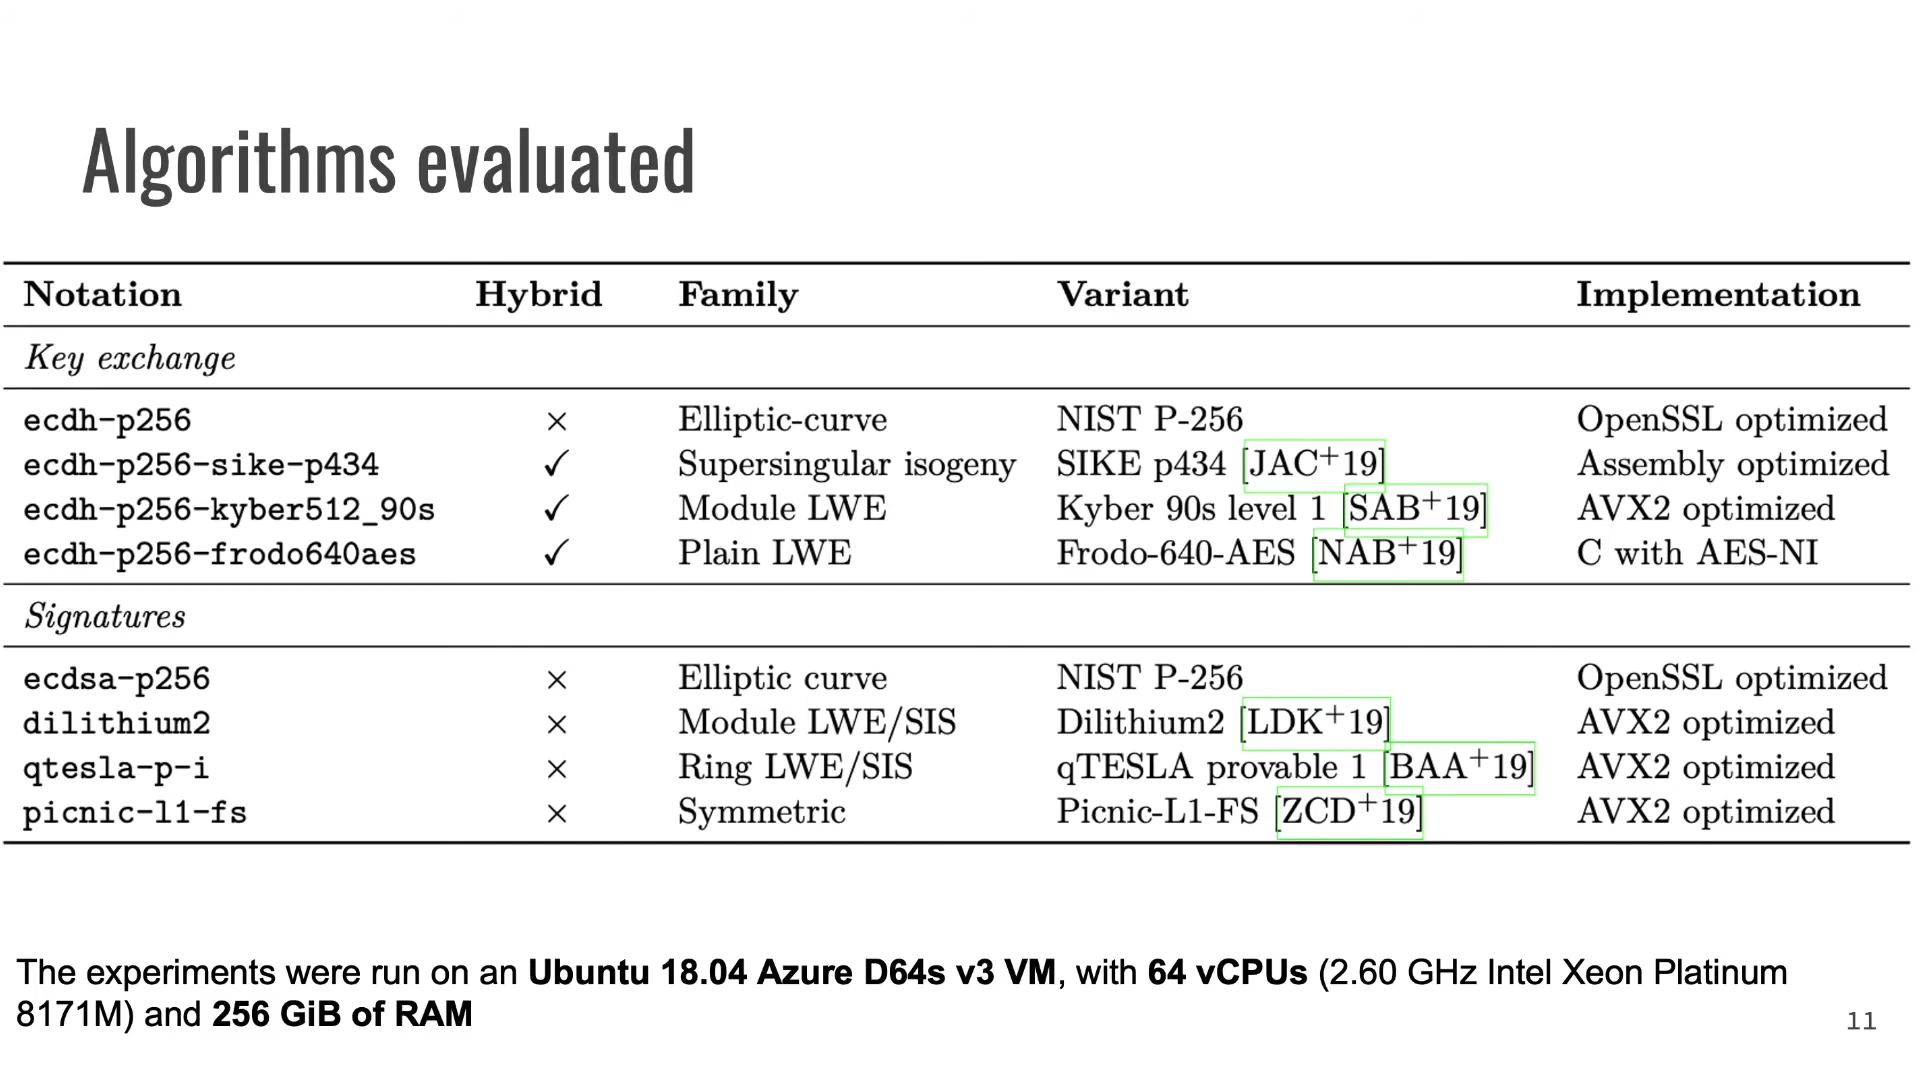 Algorithms evaluated
Notation Hybrid Family Variant Implementation
Key exchange
ecdh-p256 × Elliptic-curve NIST P-256 OpenSSL optimized
ecdh-p256-sike-p434 ✓ Supersingular isogeny SIKE p434 [JAC+19] Assembly optimized
ecdh-p256-kyber512_90s ✓ Module LWE Kyber 90s level 1 [SAB+19] AVX2 optimized
ecdh-p256-frodo640aes ✓ Plain LWE Frodo-640-AES [NAB+19] C with AES-NI
Signatures
ecdsa-p256 × Elliptic curve NIST P-256 OpenSSL optimized
dilithium2 × Module LWE/SIS Dilithium2 [LDK+19] AVX2 optimized
qtesla-p-i × Ring LWE/SIS qTESLA provable 1 [BAA+19] AVX2 optimized
picnic-l1-fs × Symmetric Picnic-L1-FS [ZCD+19] AVX2 optimized
The experiments were run on an Ubuntu 18.04 Azure D64s v3 VM, with 64 vCPUs (2.60 GHz Intel Xeon Platinum
8171M) and 256 GiB of RAM
11